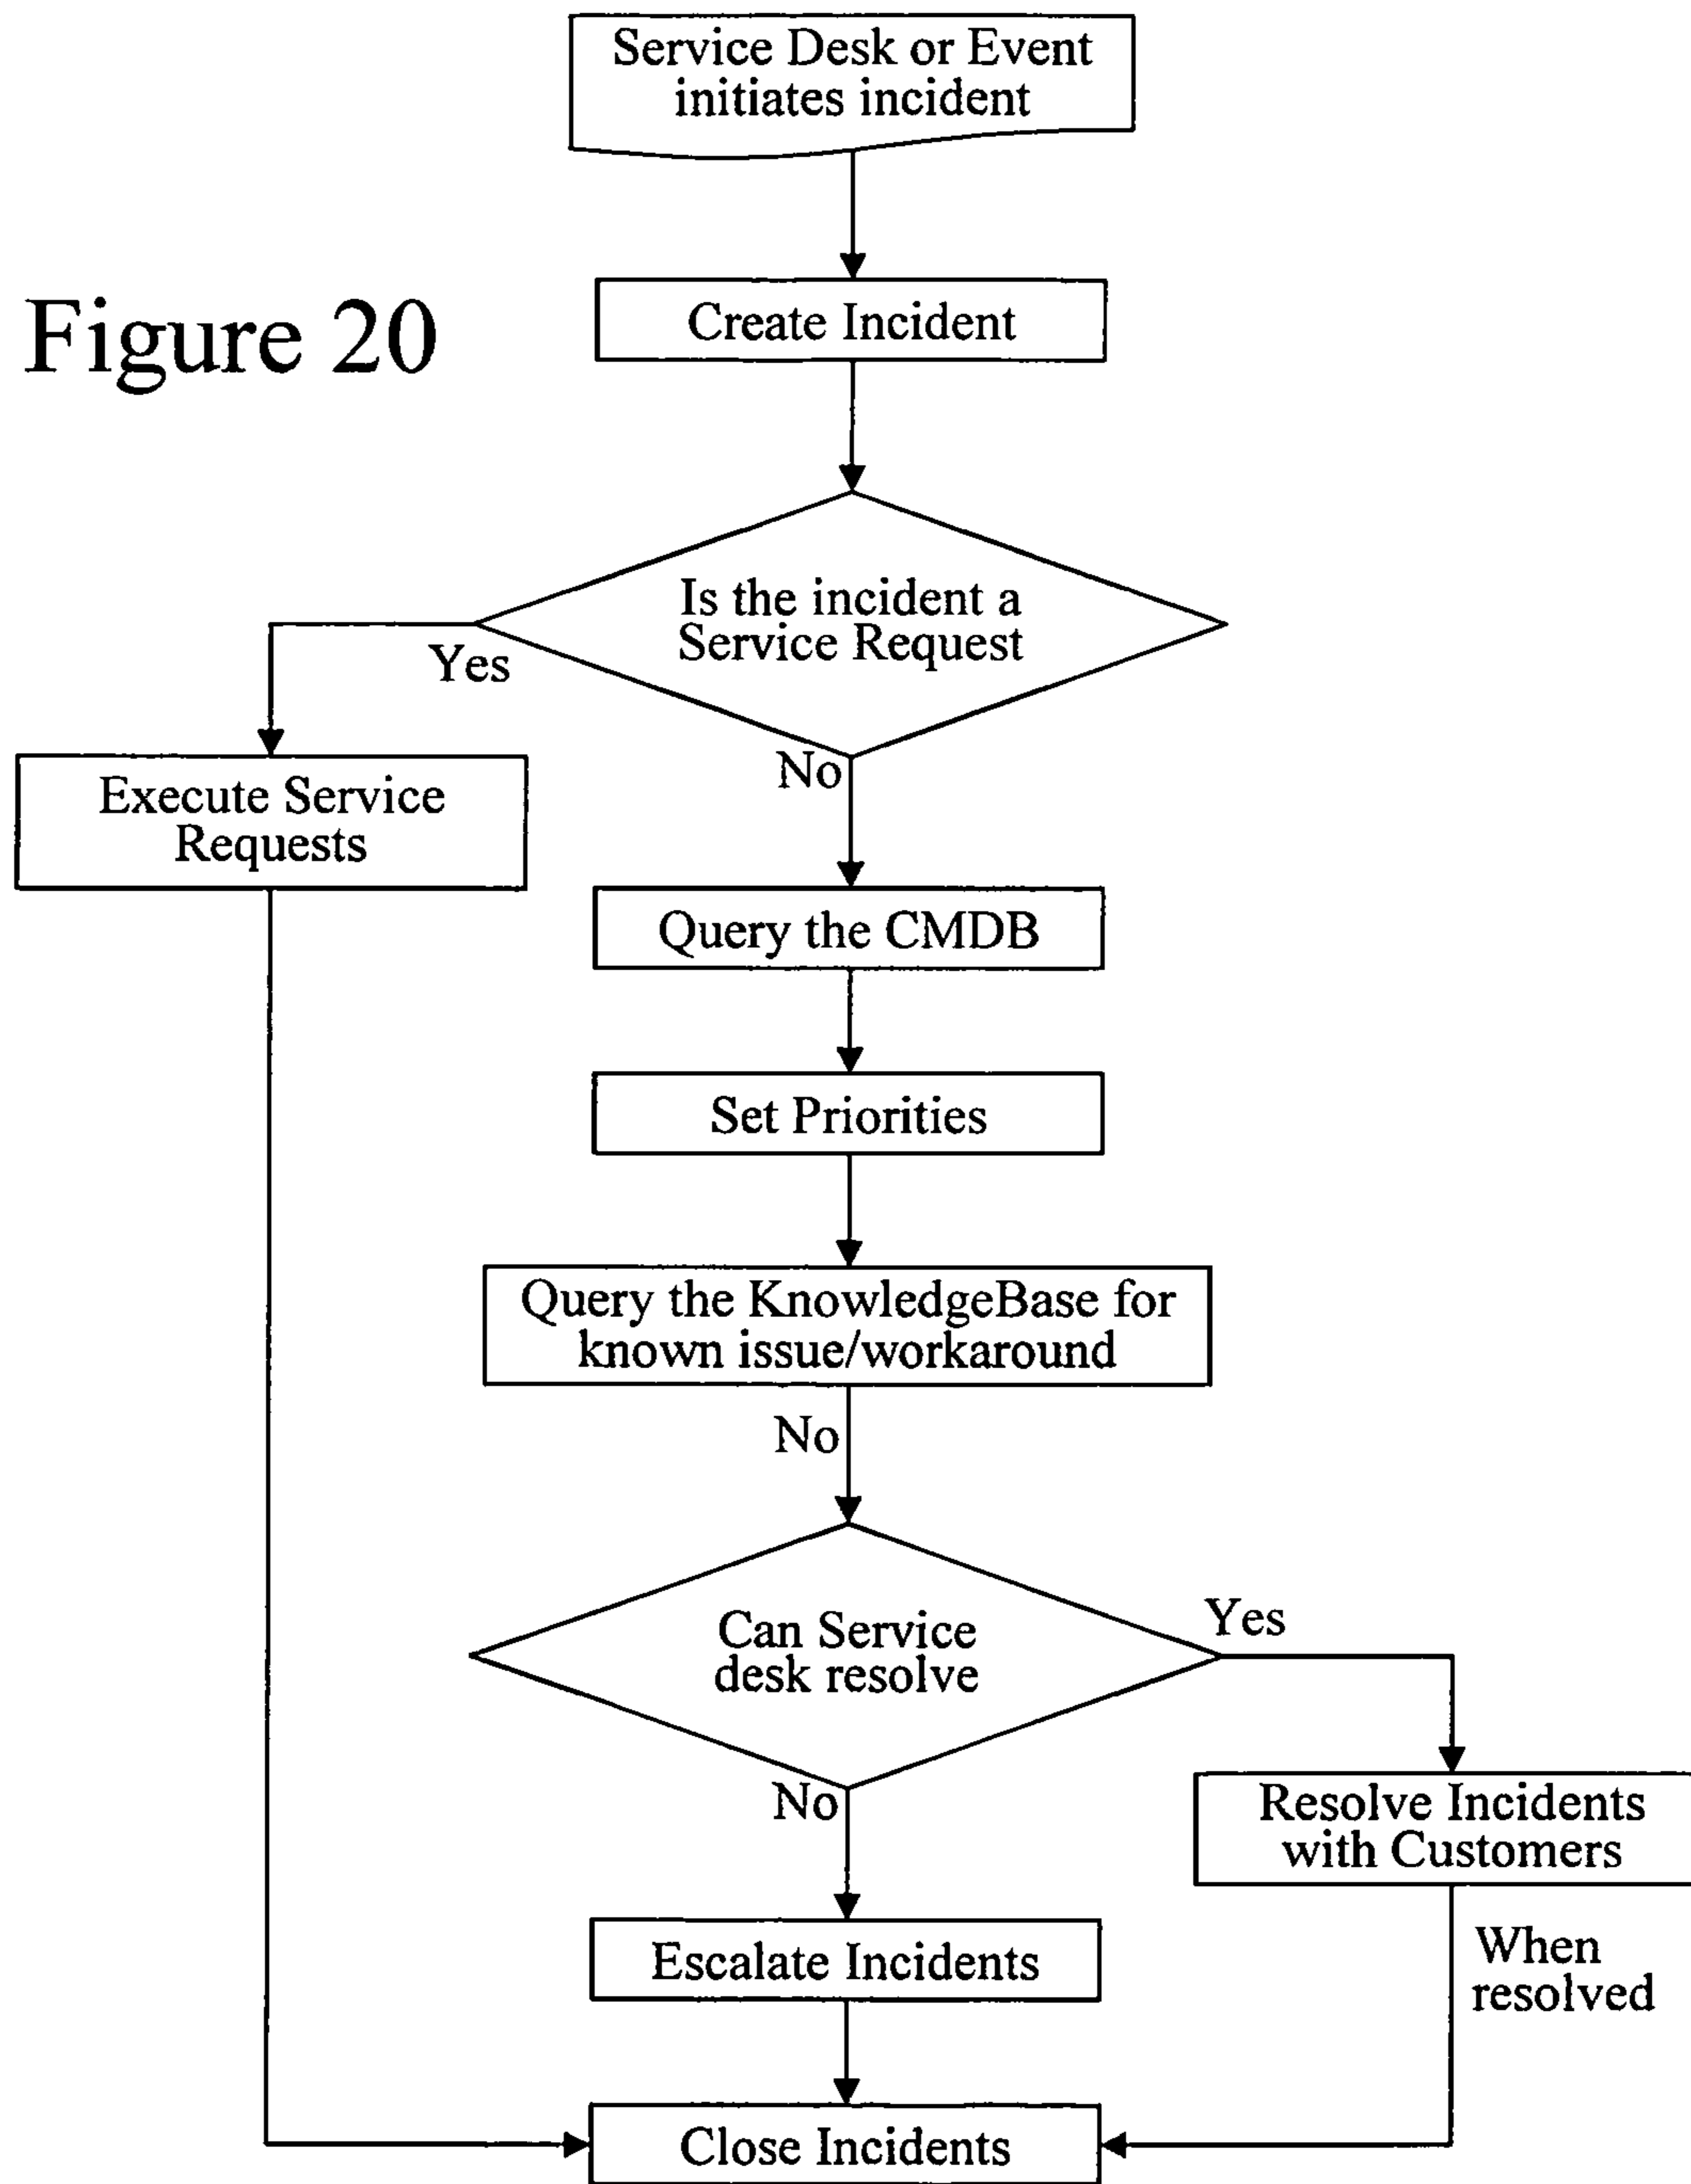 Service Desk or Event
initiates incident
Figure 20
Create Incident
Is the incident a
Service Request
Yes
No
Execute Service
Requests
Query the CMDB
Set Priorities
Query the KnowledgeBase for
known issue/workaround
No
Can Service
desk resolve
Yes
No
Resolve Incidents
with Customers
Escalate Incidents
When
resolved
Close Incidents